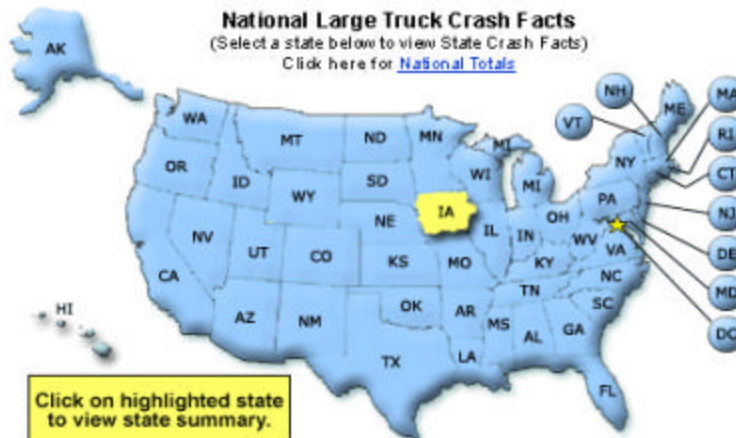 National Large Truck Crash Facts
(Select a state below to view State Crash Facts)
Click here for National Totals
AK
WA
MT
ND
MN
MI
NH
ME
MA
VT
RI
OR
ID
SD
WI
MI
NY
CT
WY
PA
NJ
IA
NE
NV
UT
CO
IL
IN
OH
WV
VA
DE
CA
KS
MO
KY
MD
NC
TN
HI
AZ
NM
OK
AR
SC
DC
MS
AL
GA
TX
LA
FL
Click on highlighted state
to view state summary.